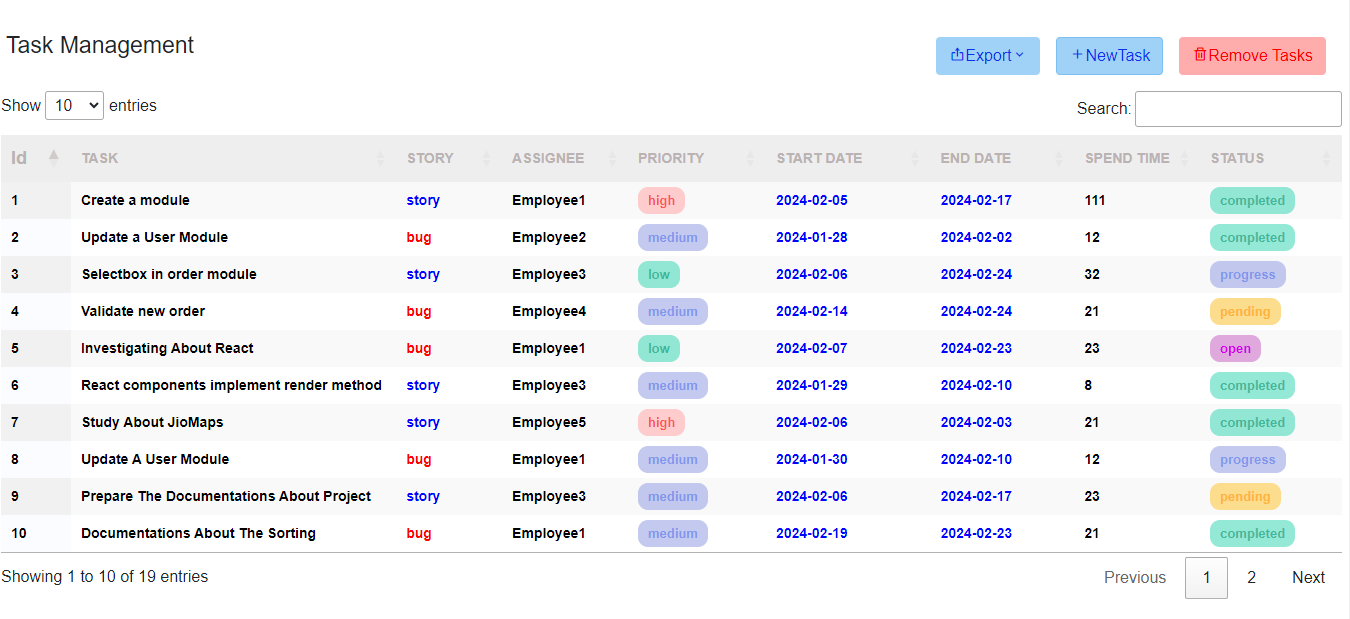 Task Management
Export NewTask Remove Tasks
Show 10 entries Search:
Id TASK STORY ASSIGNEE PRIORITY START DATE END DATE SPEND TIME STATUS
1 Create a module story Employee1 high 2024-02-05 2024-02-17 111 completed
2 Update a User Module bug Employee2 medium 2024-01-28 2024-02-02 12 completed
3 Selectbox in order module story Employee3 low 2024-02-06 2024-02-24 32 progress
4 Validate new order bug Employee4 medium 2024-02-14 2024-02-24 21 pending
5 Investigating About React bug Employee1 low 2024-02-07 2024-02-23 23 open
6 React components implement render method story Employee3 medium 2024-01-29 2024-02-10 8 completed
7 Study About JioMaps story Employee5 high 2024-02-06 2024-02-03 21 completed
8 Update A User Module bug Employee1 medium 2024-01-30 2024-02-10 12 progress
9 Prepare The Documentations About Project story Employee3 medium 2024-02-06 2024-02-17 23 pending
10 Documentations About The Sorting bug Employee1 medium 2024-02-19 2024-02-23 21 completed
Showing 1 to 10 of 19 entries Previous 1 2 Next